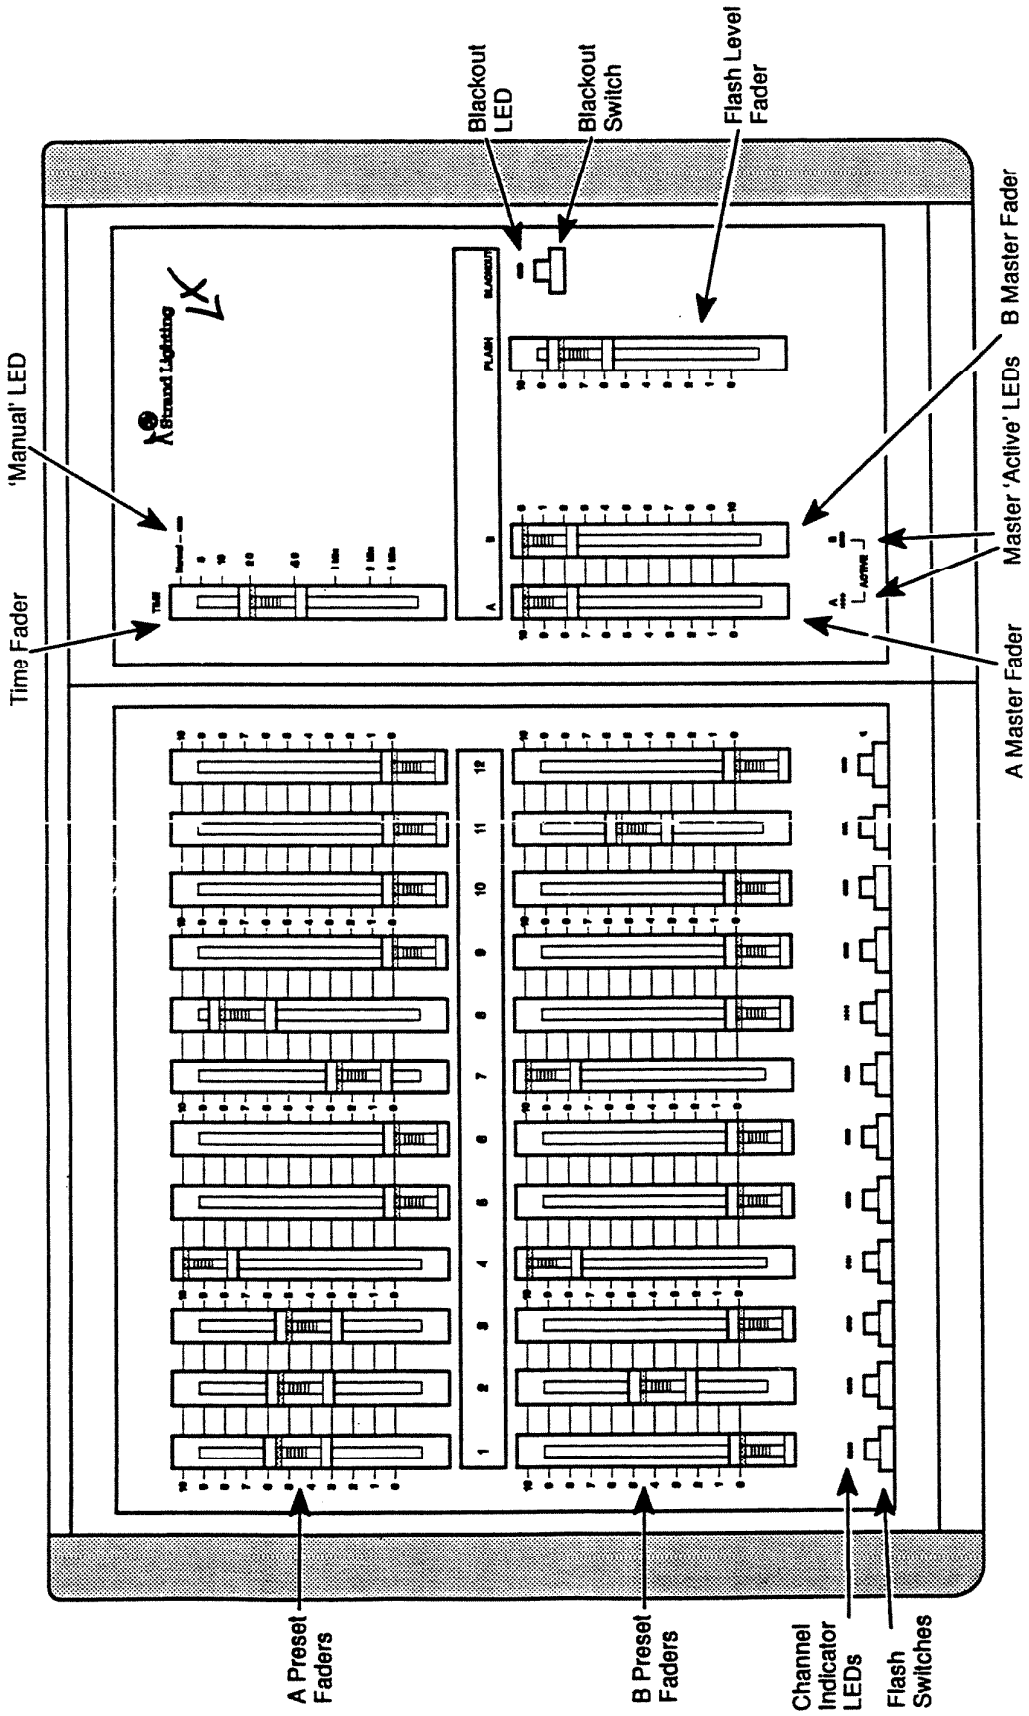 Time Fader
'Manual' LED
Blackout
LED
Blackout
Switch
Flash Level
Fader
Strand Lighting
LX
TIME
A
B
FLASH
BLACKOUT
A
B
ACTIVE
A Master Fader
Master 'Active' LEDs
B Master Fader
A Preset
Faders
1 2 3 4 5 6 7 8 9 10 11 12
B Preset
Faders
Channel
Indicator
LEDs
Flash
Switches